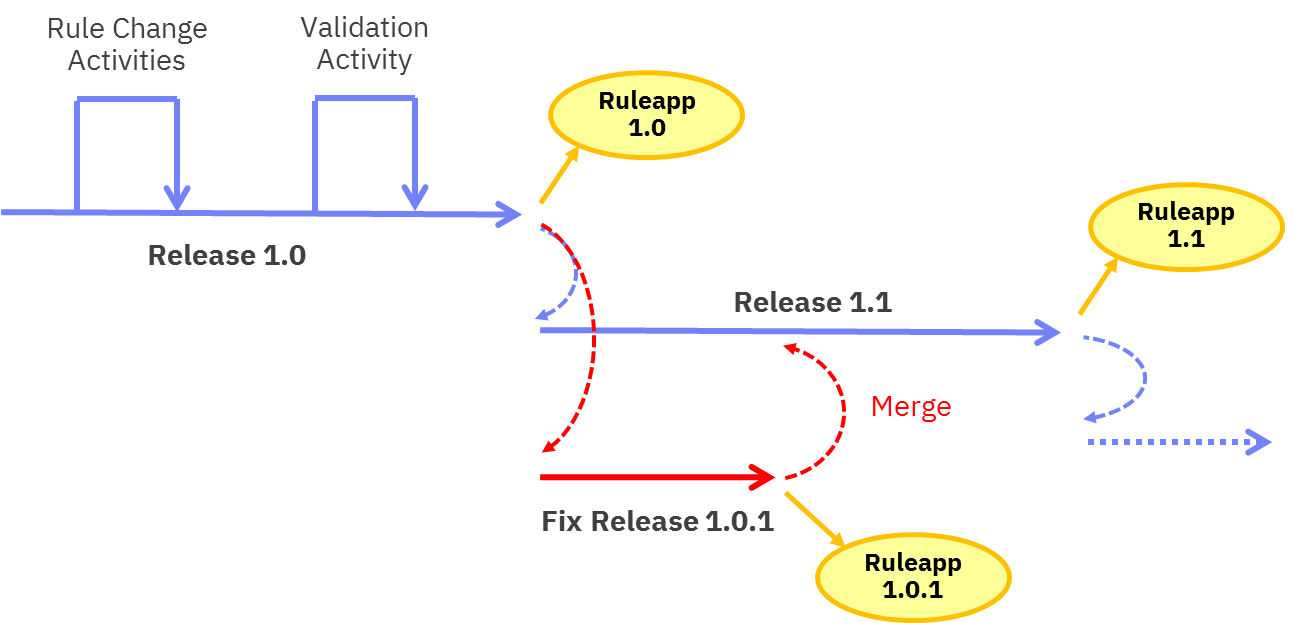 Rule Change
Activities
Validation
Activity
Ruleapp
1.0
Release 1.0
Ruleapp
1.1
Release 1.1
Merge
Fix Release 1.0.1
Ruleapp
1.0.1